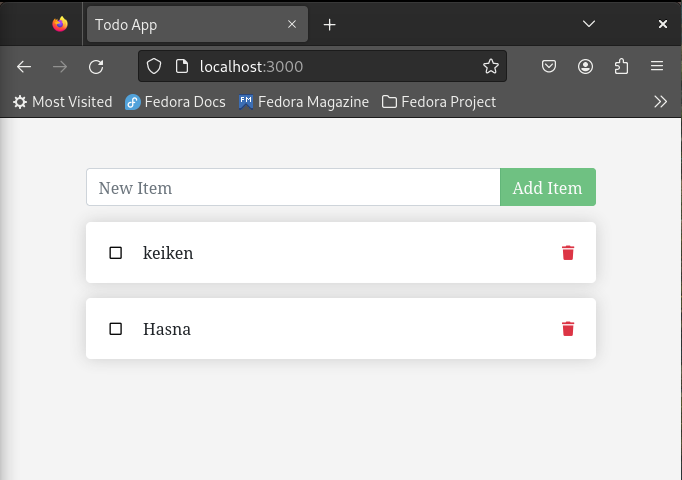 Todo App
localhost:3000
Most Visited Fedora Docs FM Fedora Magazine Fedora Project
New Item Add Item
keiken
Hasna